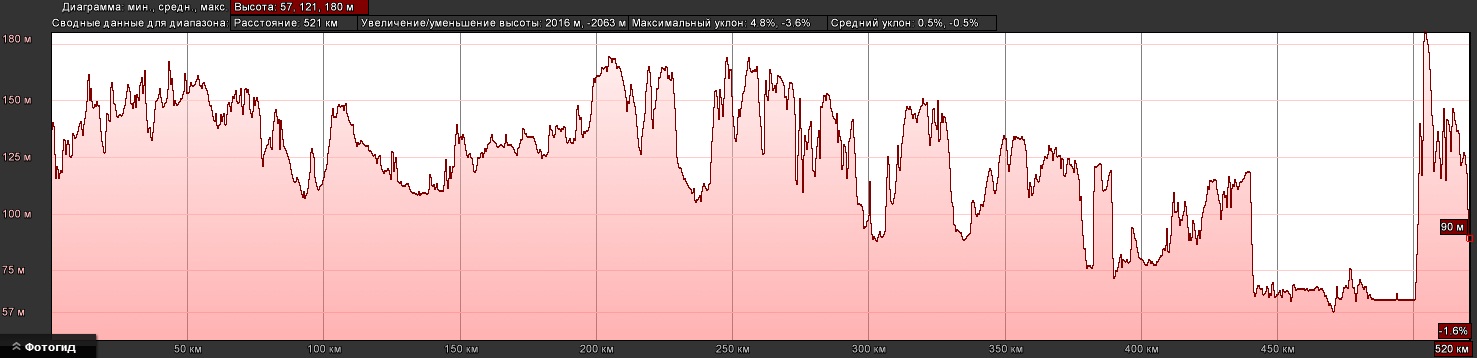 Диаграмма: мин., средн., макс. Высота: 57, 121, 180 м
Сводные данные для диапазона: Расстояние: 521 км Увеличение/уменьшение высоты: 2016 м, -2063 м Максимальный уклон: 4.8%, -3.6% Средний уклон: 0.5%, -0.5%
180 м
150 м
125 м
100 м
90 м
75 м
57 м
-1.6%
Фотогид
50 км 100 км 150 км 200 км 250 км 300 км 350 км 400 км 450 км 520 км